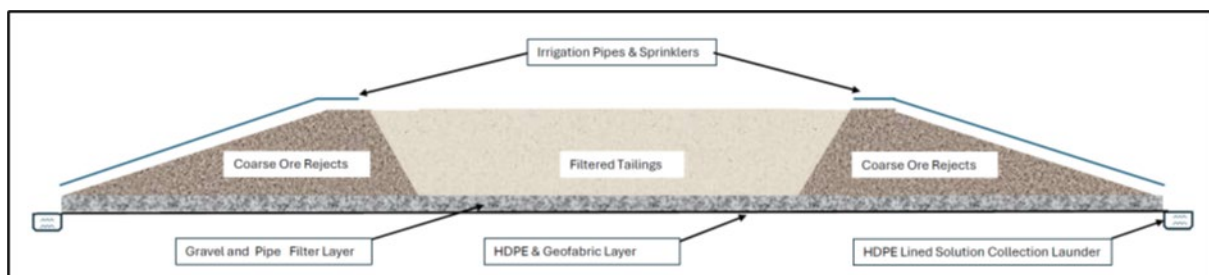 Irrigation Pipes & Sprinklers
Coarse Ore Rejects
Filtered Tailings
Coarse Ore Rejects
Gravel and Pipe Filter Layer
HDPE & Geofabric Layer
HDPE Lined Solution Collection Launder